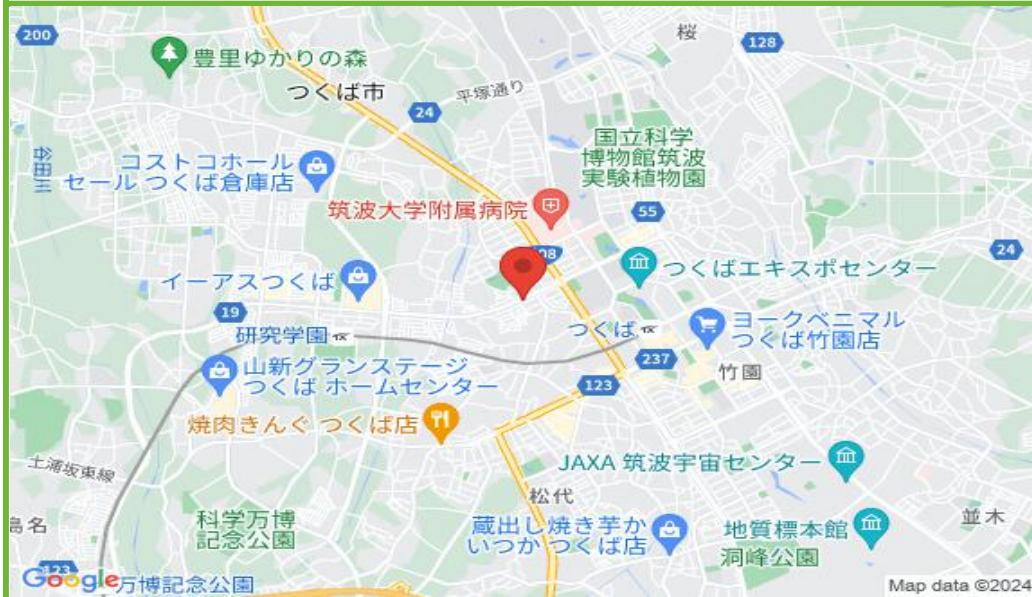 200
豊里ゆかりの森
桜
128
つくば市
平塚通り
24
国立科学
博物館筑波
実験植物園
谷田川
コストコホール
セール つくば倉庫店
筑波大学附属病院
55
24
イーアスつくば
つくばエキスポセンター
19
研究学園
つくば
ヨークベニマル
つくば竹園店
山新グランステージ
つくば ホームセンター
237
竹園
123
焼肉きんぐ つくば店
土浦坂東線
JAXA 筑波宇宙センター
松代
島名
科学万博
記念公園
蔵出し焼き芋か
いつか つくば店
地質標本館
洞峰公園
並木
123
Google
万博記念公園
Map data ©2024